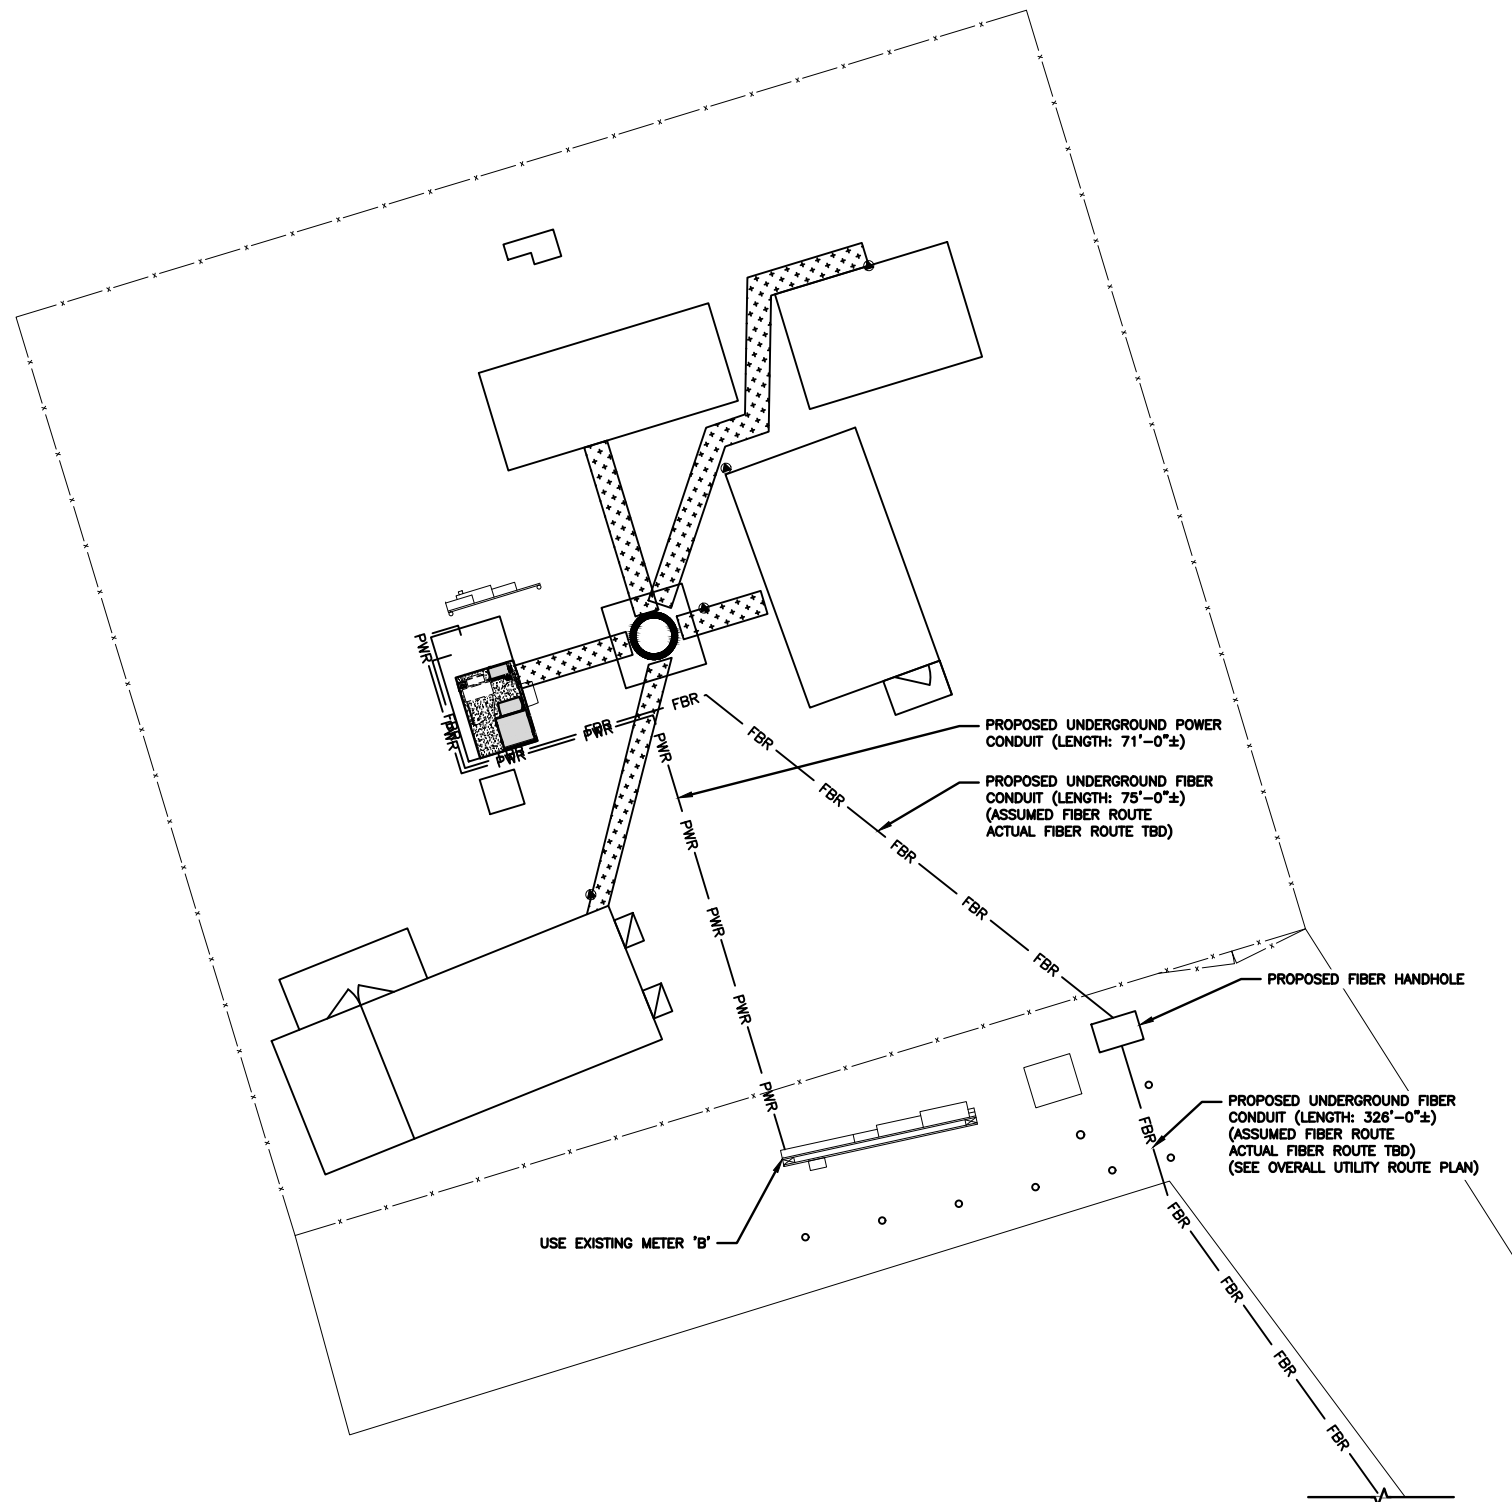 PWR
FBR
PWR
PWR
FBR
PWR
FBR
FBR
PWR
PROPOSED UNDERGROUND POWER
CONDUIT (LENGTH: 71'-0"±)
PROPOSED UNDERGROUND FIBER
CONDUIT (LENGTH: 75'-0"±)
(ASSUMED FIBER ROUTE
ACTUAL FIBER ROUTE TBD)
FBR
PWR
FBR
FBR
PWR
FBR
PWR
PROPOSED FIBER HANDHOLE
PWR
FBR
PROPOSED UNDERGROUND FIBER
CONDUIT (LENGTH: 326'-0"±)
(ASSUMED FIBER ROUTE
ACTUAL FIBER ROUTE TBD)
(SEE OVERALL UTILITY ROUTE PLAN)
USE EXISTING METER 'B'
FBR
FBR
FBR
FBR